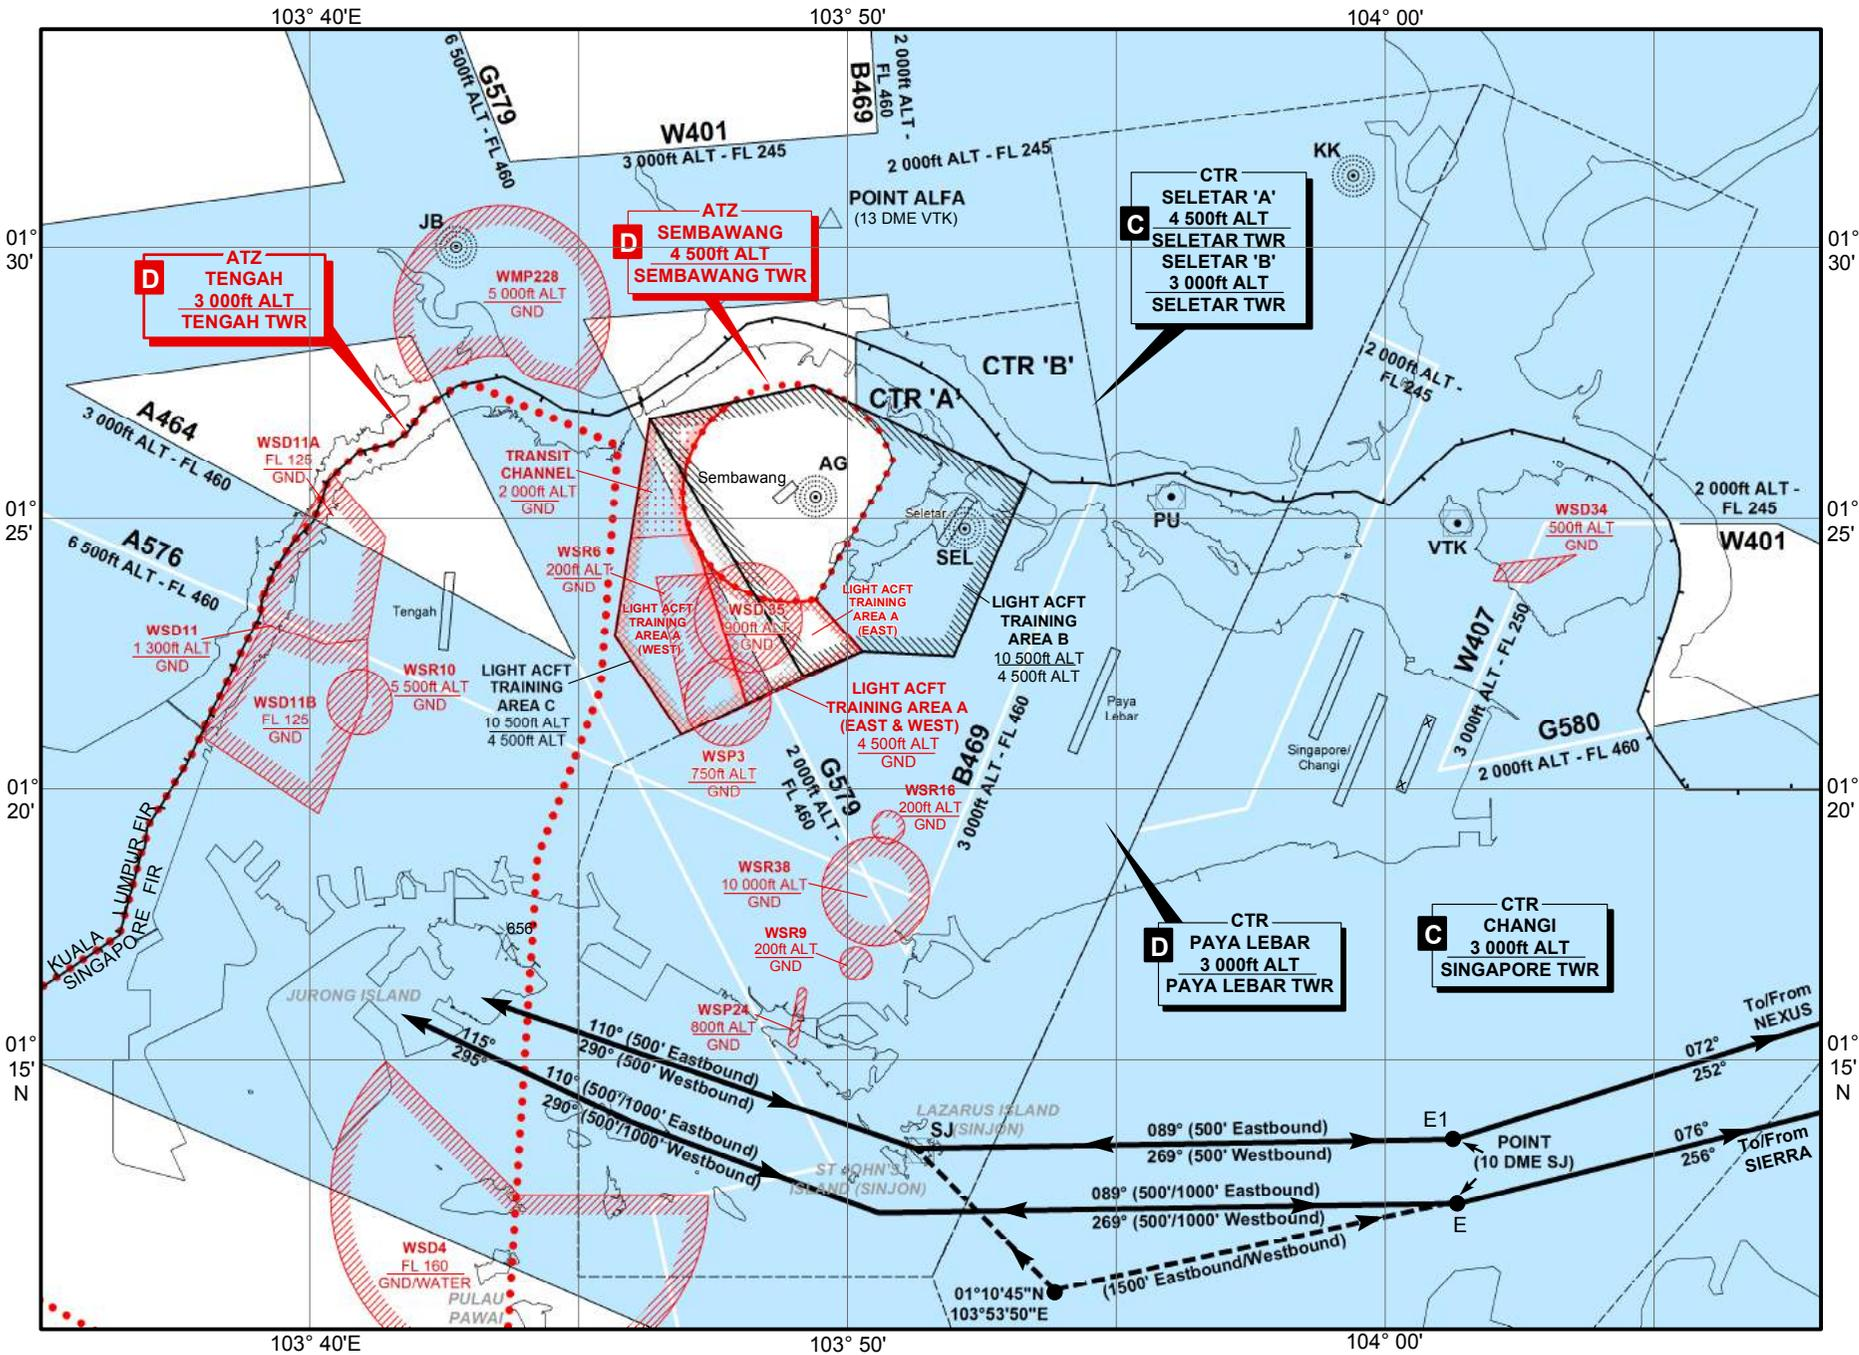 103° 40'E
103° 50'
104° 00'
G579
6 500ft ALT - FL 460
B469
2 000ft ALT -
FL 460
W401
3 000ft ALT - FL 245
2 000ft ALT - FL 245
KK
CTR
SELETAR 'A'
4 500ft ALT
SELETAR TWR
SELETAR 'B'
3 000ft ALT
SELETAR TWR
C
POINT ALFA
(13 DME VTK)
JB
ATZ
SEMBAWANG
4 500ft ALT
SEMBAWANG TWR
D
01°
30'
01°
30'
ATZ
TENGAH
3 000ft ALT
TENGAH TWR
D
WMP228
5 000ft ALT
GND
CTR 'B'
CTR 'A'
2 000ft ALT -
FL 245
A464
3 000ft ALT - FL 460
WSD11A
FL 125
GND
TRANSIT
CHANNEL
2 000ft ALT
GND
Sembawang
AG
Seletar
SEL
PU
VTK
WSD34
500ft ALT
GND
2 000ft ALT -
FL 245
W401
01°
25'
01°
25'
A576
6 500ft ALT - FL 460
WSR6
200ft ALT
GND
Tengah
LIGHT ACFT
TRAINING
AREA A
(WEST)
WSD 35
900ft ALT
GND
LIGHT ACFT
TRAINING
AREA A
(EAST)
LIGHT ACFT
TRAINING
AREA B
10 500ft ALT
4 500ft ALT
WSD11
1 300ft ALT
GND
WSR10
5 500ft ALT
GND
WSD11B
FL 125
GND
LIGHT ACFT
TRAINING
AREA C
10 500ft ALT
4 500ft ALT
LIGHT ACFT
TRAINING AREA A
(EAST & WEST)
4 500ft ALT
GND
WSP3
750ft ALT
GND
G579
2 000ft ALT -
FL 460
B469
3 000ft ALT - FL 460
Paya
Lebar
Singapore/
Changi
W407
3 000ft ALT - FL 250
G580
2 000ft ALT - FL 460
01°
20'
01°
20'
WSR16
200ft ALT
GND
WSR38
10 000ft ALT
GND
WSR9
200ft ALT
GND
KUALA LUMPUR FIR
SINGAPORE FIR
656
CTR
PAYA LEBAR
3 000ft ALT
PAYA LEBAR TWR
D
CTR
CHANGI
3 000ft ALT
SINGAPORE TWR
C
JURONG ISLAND
WSP24
800ft ALT
GND
01°
15'
N
01°
15'
N
115°
295°
110° (500' Eastbound)
290° (500' Westbound)
110° (500'/1000' Eastbound)
290° (500'/1000' Westbound)
To/From
NEXUS
072°
252°
LAZARUS ISLAND
(SINJON)
SJ
089° (500' Eastbound)
269° (500' Westbound)
E1
POINT
(10 DME SJ)
076°
256°
To/From
SIERRA
ST JOHN'S
ISLAND (SINJON)
089° (500'/1000' Eastbound)
269° (500'/1000' Westbound)
E
(1500' Eastbound/Westbound)
WSD4
FL 160
GND/WATER
PULAU
PAWAI
01°10'45"N
103°53'50"E
103° 40'E
103° 50'
104° 00'